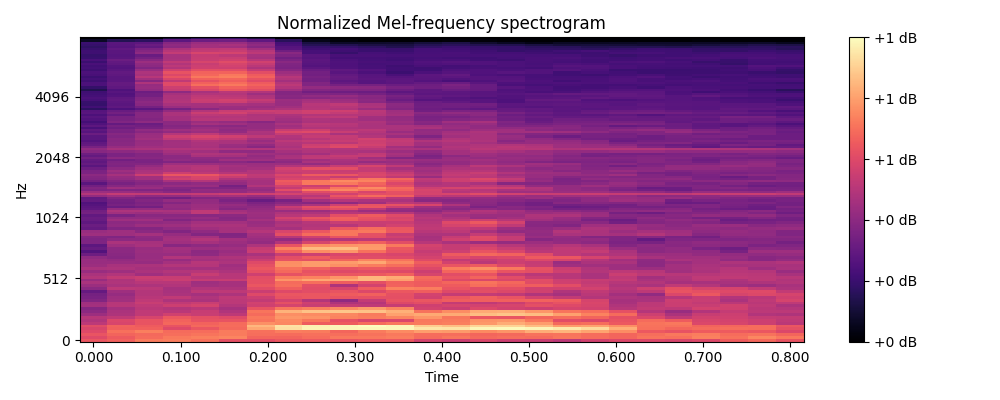 Normalized Mel-frequency spectrogram
+1 dB
4096
+1 dB
2048
+1 dB
Hz
1024
+0 dB
512
+0 dB
0
+0 dB
0.000 0.100 0.200 0.300 0.400 0.500 0.600 0.700 0.800
Time